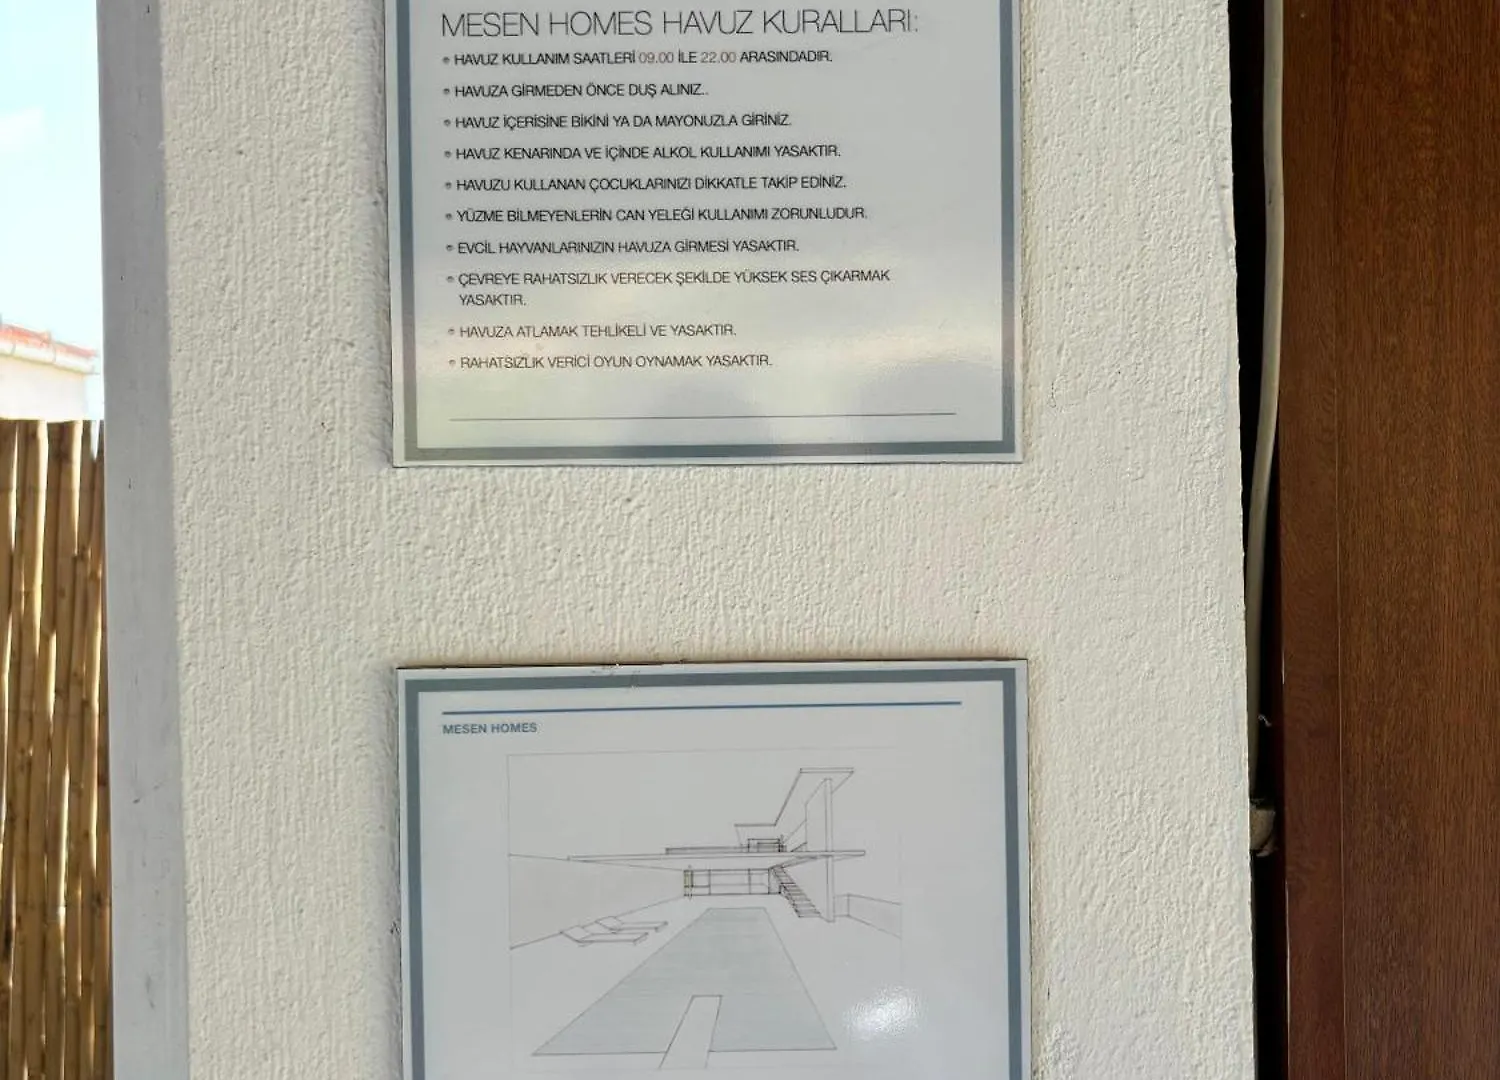 MESEN HOMES HAVUZ KURALLARI:
• HAVUZ KULLANIM SAATLERİ 09.00 İLE 22.00 ARASINDADIR.
• HAVUZA GİRMEDEN ÖNCE DUŞ ALINIZ..
• HAVUZ İÇERİSİNE BİKİNİ YA DA MAYONUZLA GİRİNİZ.
• HAVUZ KENARINDA VE İÇİNDE ALKOL KULLANIMI YASAKTIR.
• HAVUZU KULLANAN ÇOCUKLARINIZI DİKKATLE TAKİP EDİNİZ.
• YÜZME BİLMEYENLERİN CAN YELEĞİ KULLANIMI ZORUNLUDUR.
• EVCİL HAYVANLARINIZIN HAVUZA GİRMESİ YASAKTIR.
• ÇEVREYE RAHATSIZLIK VERECEK ŞEKİLDE YÜKSEK SES ÇIKARMAK
YASAKTIR.
• HAVUZA ATLAMAK TEHLİKELİ VE YASAKTIR.
• RAHATSIZLIK VERİCİ OYUN OYNAMAK YASAKTIR.
MESEN HOMES